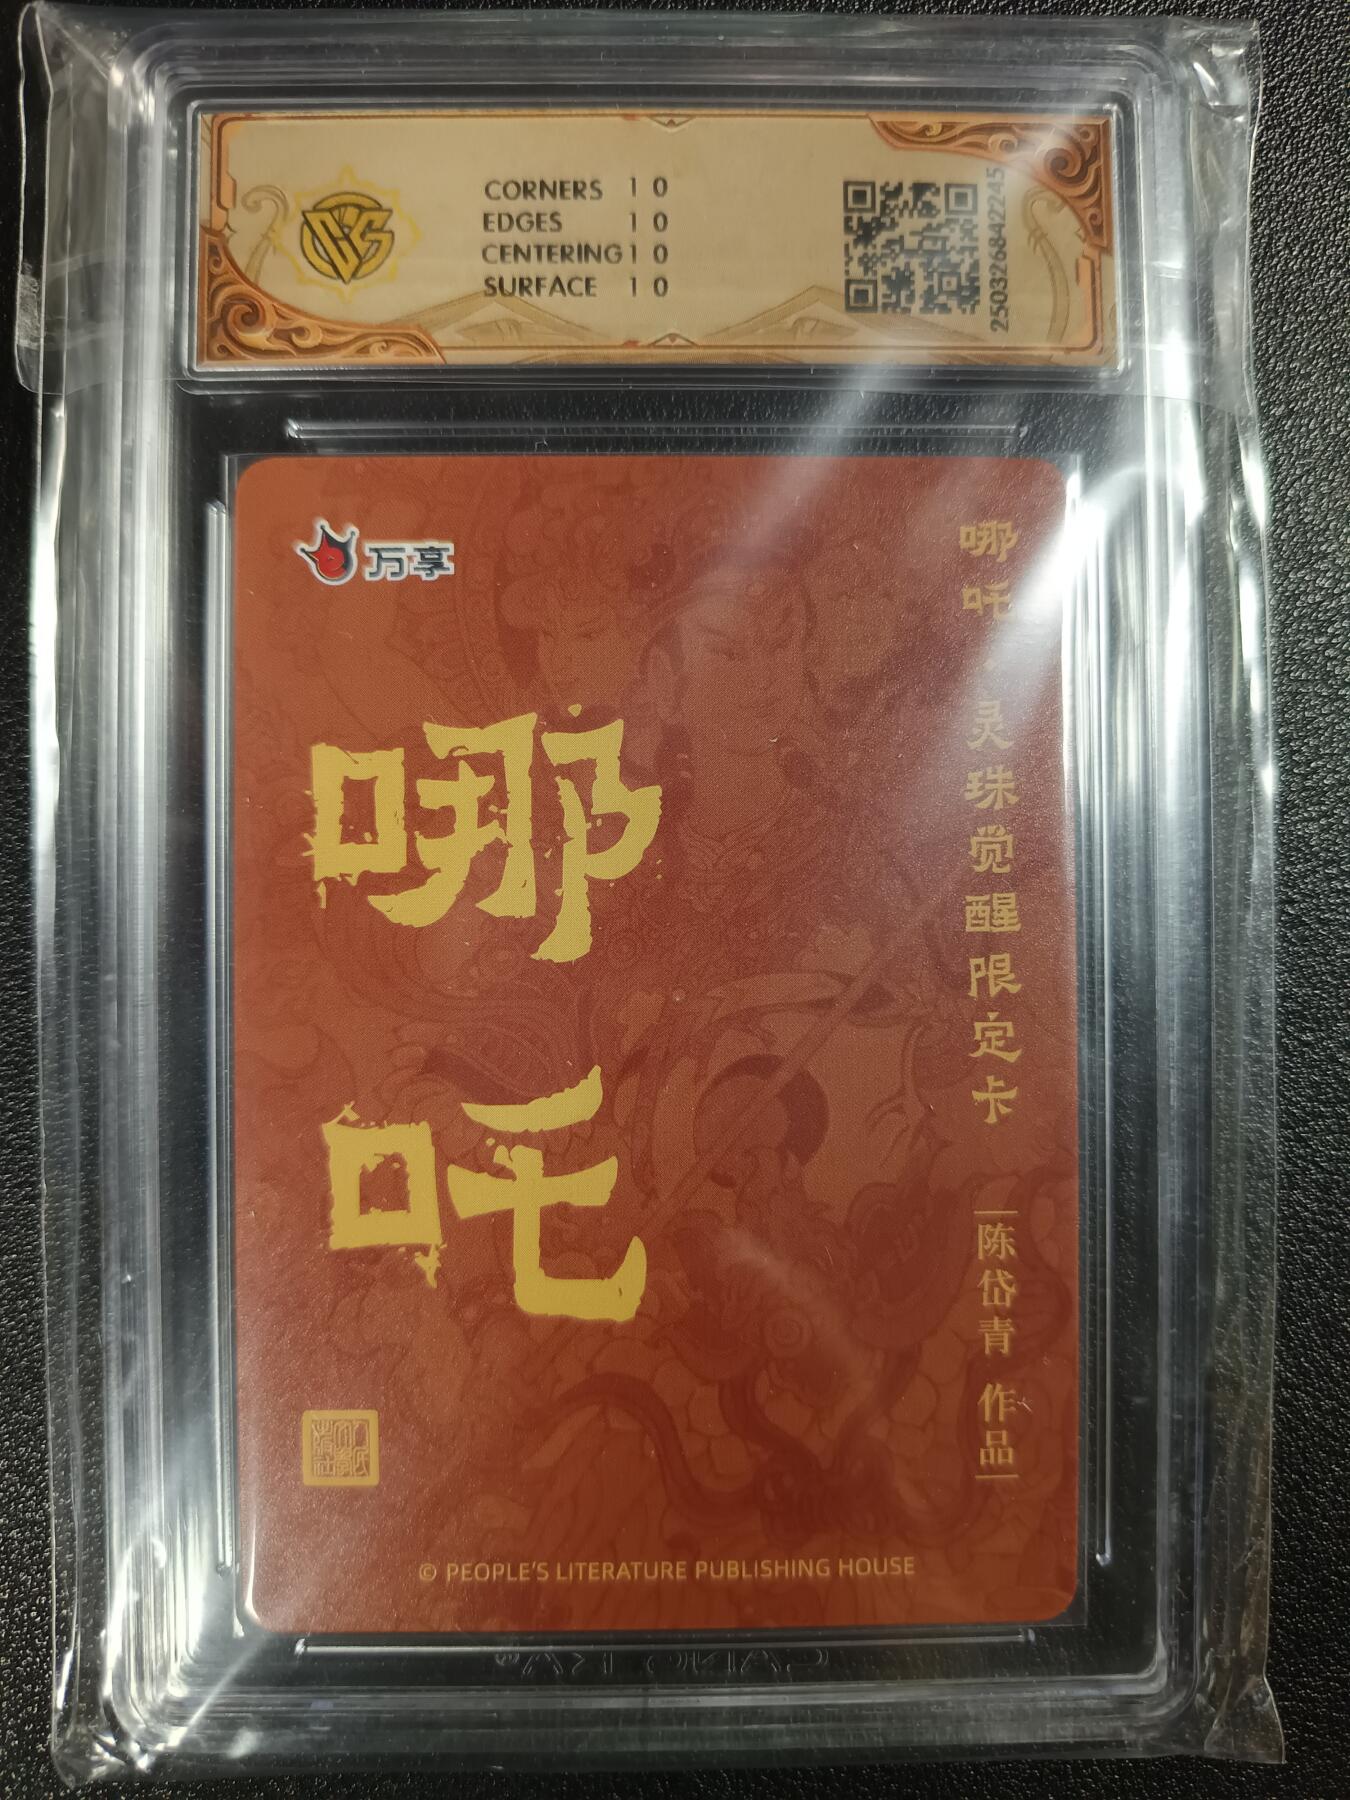 CORNERS 10
EDGES 10
CENTERING 10
SURFACE 10
250326842245
万享
哪吒
哪吒·灵珠觉醒限定卡
陈岱青 作品
© PEOPLE'S LITERATURE PUBLISHING HOUSE